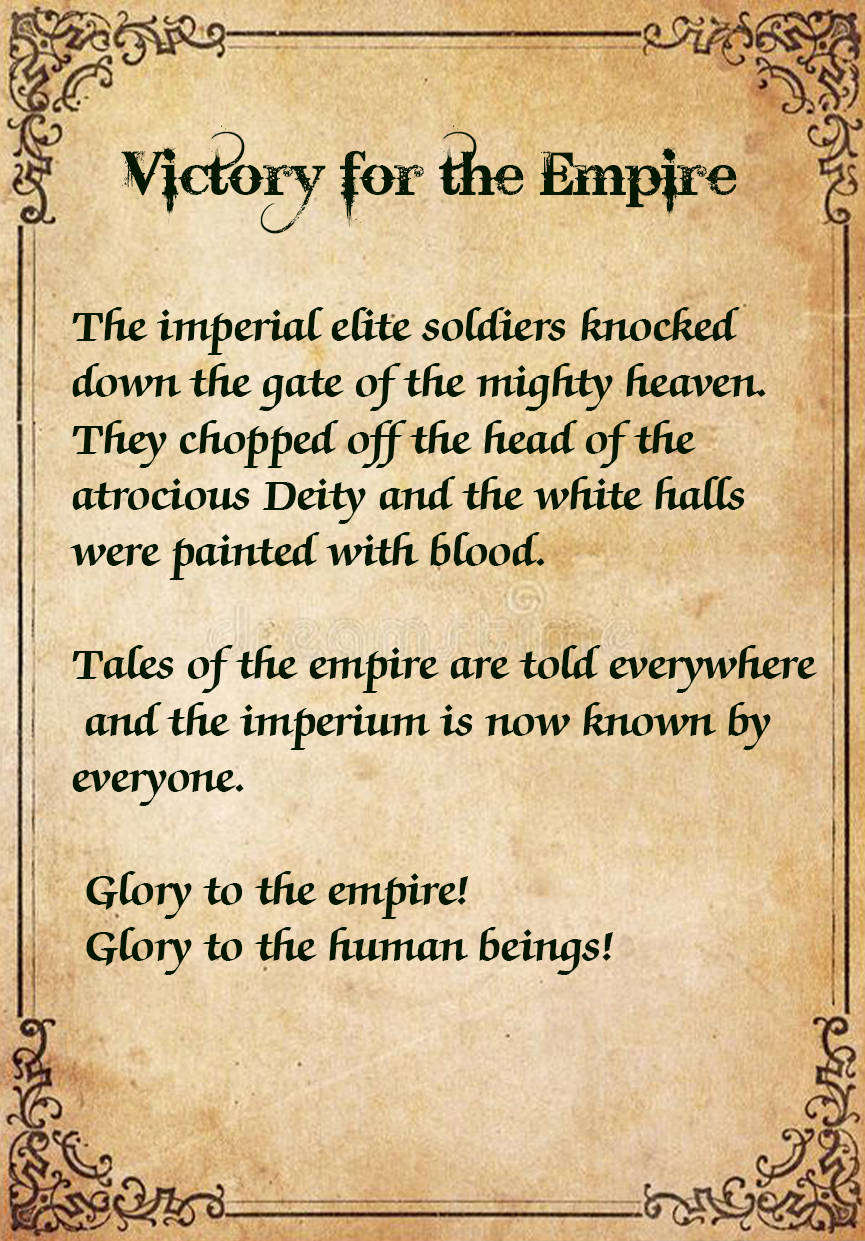 Victory for the Empire
The imperial elite soldiers knocked
down the gate of the mighty heaven.
They chopped off the head of the
atrocious Deity and the white halls
were painted with blood.
dreamstime
Tales of the empire are told everywhere
and the imperium is now known by
everyone.
Glory to the empire!
Glory to the human beings!